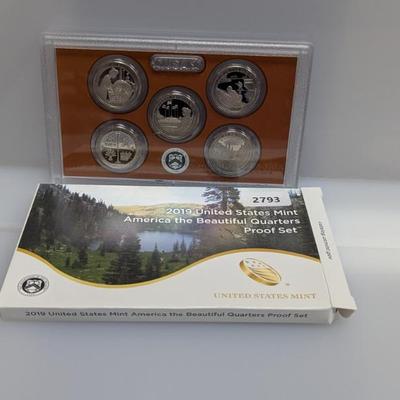 USA
2793
2019 United States Mint
America the Beautiful Quarters
Proof Set
UNITED STATES MINT
2019 United States Mint America the Beautiful Quarters Proof Set